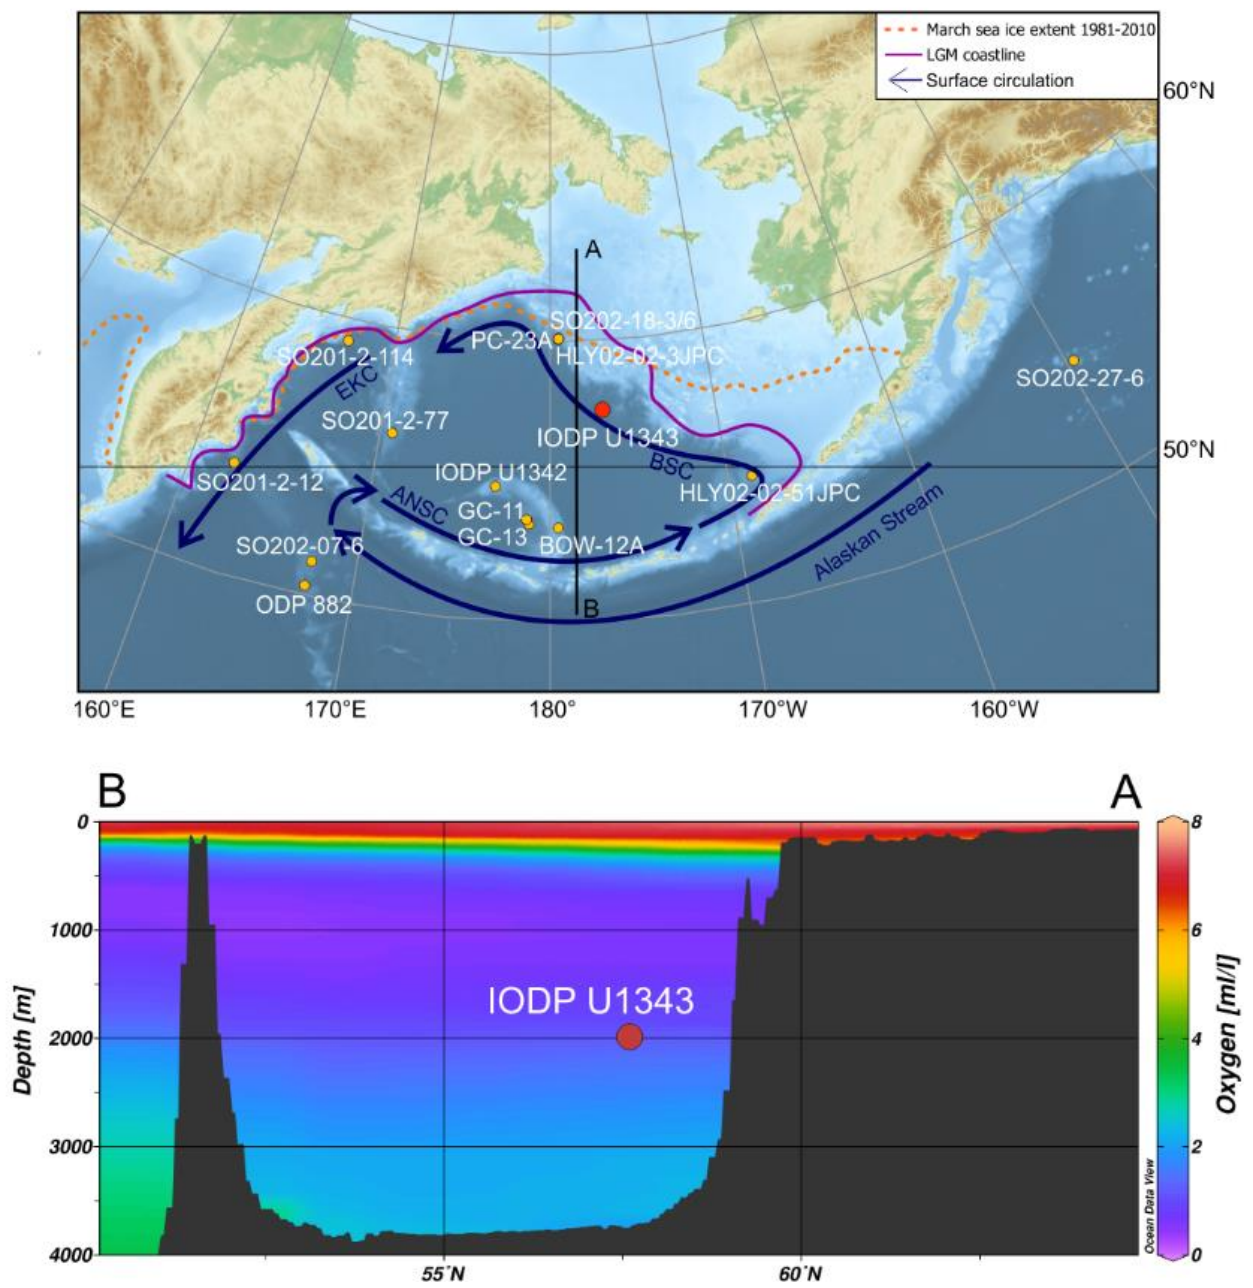 March sea ice extent 1981-2010
LGM coastline
Surface circulation
60°N
A
SO202-18-3/6
PC-23A
HLY02-02-3JPC
SO201-2-114
EKC
SO202-27-6
SO201-2-77
IODP U1343
50°N
BSC
IODP U1342
SO201-2-12
HLY02-02-51JPC
ANSC
GC-11
GC-13
BOW-12A
SO202-07-6
Alaskan Stream
ODP 882
B
160°E
170°E
180°
170°W
160°W
B
A
0
1000
2000
3000
4000
Depth [m]
IODP U1343
55°N
60°N
8
6
4
2
0
Oxygen [ml/l]
Ocean Data View